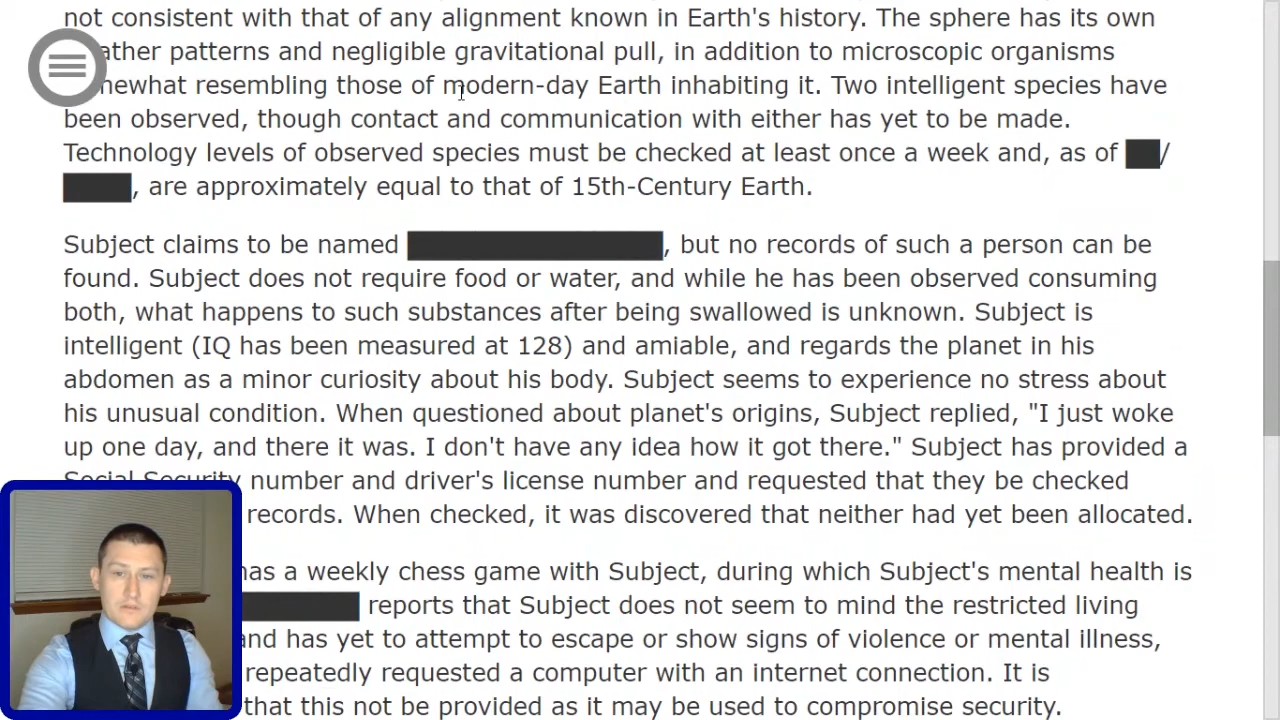 not consistent with that of any alignment known in Earth's history. The sphere has its own
patterns and negligible gravitational pull, in addition to microscopic organisms
resembling those of modern-day Earth inhabiting it. Two intelligent species have
been observed, though contact and communication with either has yet to be made.
Technology levels of observed species must be checked at least once a week and, as of ██/
████, are approximately equal to that of 15th-Century Earth.
Subject claims to be named ███████████████, but no records of such a person can be
found. Subject does not require food or water, and while he has been observed consuming
both, what happens to such substances after being swallowed is unknown. Subject is
intelligent (IQ has been measured at 128) and amiable, and regards the planet in his
abdomen as a minor curiosity about his body. Subject seems to experience no stress about
his unusual condition. When questioned about planet's origins, Subject replied, "I just woke
up one day, and there it was. I don't have any idea how it got there." Subject has provided a
Social Security number and driver's license number and requested that they be checked
records. When checked, it was discovered that neither had yet been allocated.
has a weekly chess game with Subject, during which Subject's mental health is
███████ reports that Subject does not seem to mind the restricted living
and has yet to attempt to escape or show signs of violence or mental illness,
repeatedly requested a computer with an internet connection. It is
that this not be provided as it may be used to compromise security.